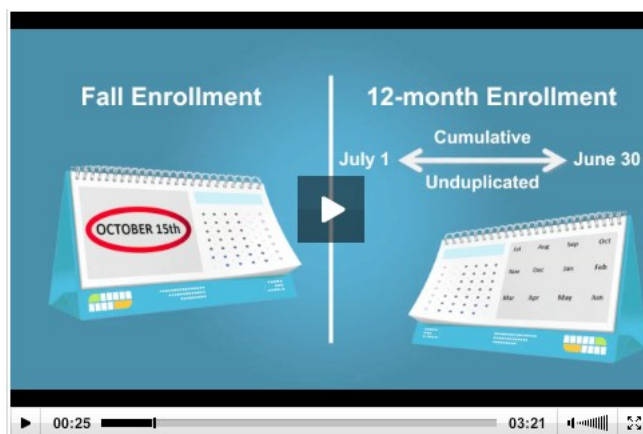 Fall Enrollment
OCTOBER 15th
12-month Enrollment
Cumulative
July 1
June 30
Unduplicated
Jul Aug Sep Oct
Nov Dec Jan Feb
Mar Apr May Jun
00:25
03:21